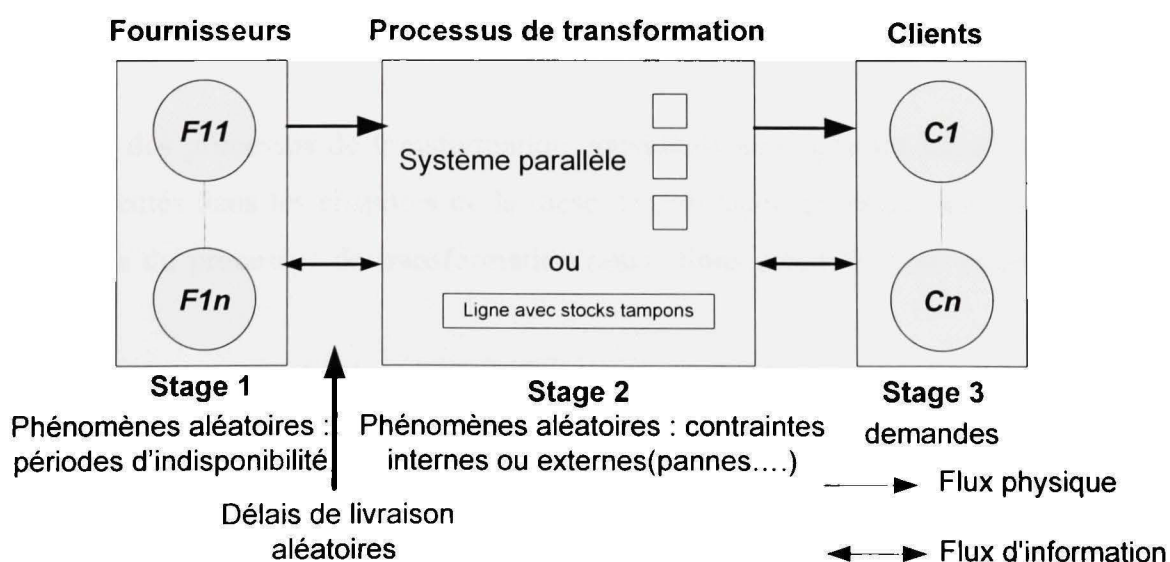 Fournisseurs
Processus de transformation
Clients
F11
Système parallèle
C1
F1n
ou
Ligne avec stocks tampons
Cn
Stage 1
Stage 2
Stage 3
Phénomènes aléatoires :
périodes d'indisponibilité
Phénomènes aléatoires : contraintes
internes ou externes(pannes....)
demandes
Délais de livraison
aléatoires
Flux physique
Flux d'information